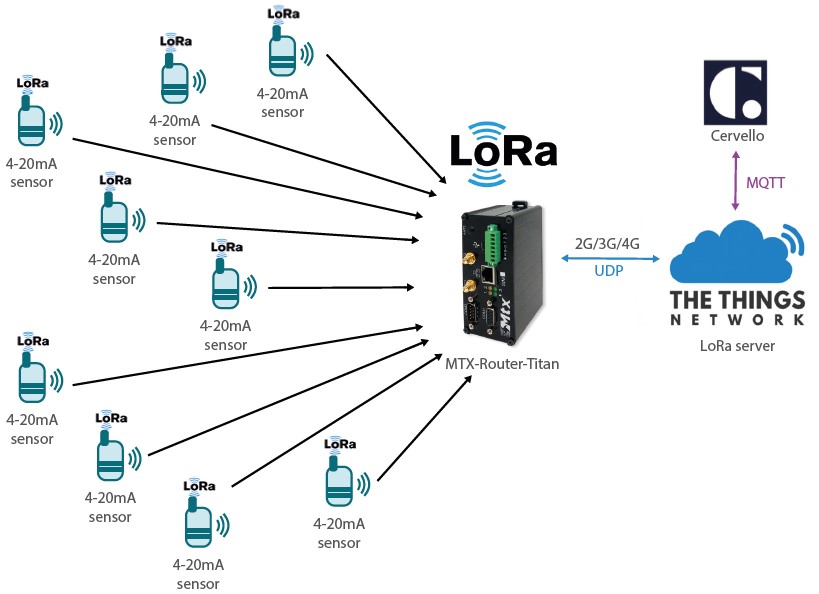 LoRa
4-20mA
sensor
LoRa
4-20mA
sensor
LoRa
4-20mA
sensor
LoRa
4-20mA
sensor
LoRa
4-20mA
sensor
LoRa
4-20mA
sensor
LoRa
4-20mA
sensor
LoRa
4-20mA
sensor
LoRa
4-20mA
sensor
LoRa
MTX
MTX-Router-Titan
2G/3G/4G
UDP
Cervello
MQTT
THE THINGS
NETWORK
LoRa server